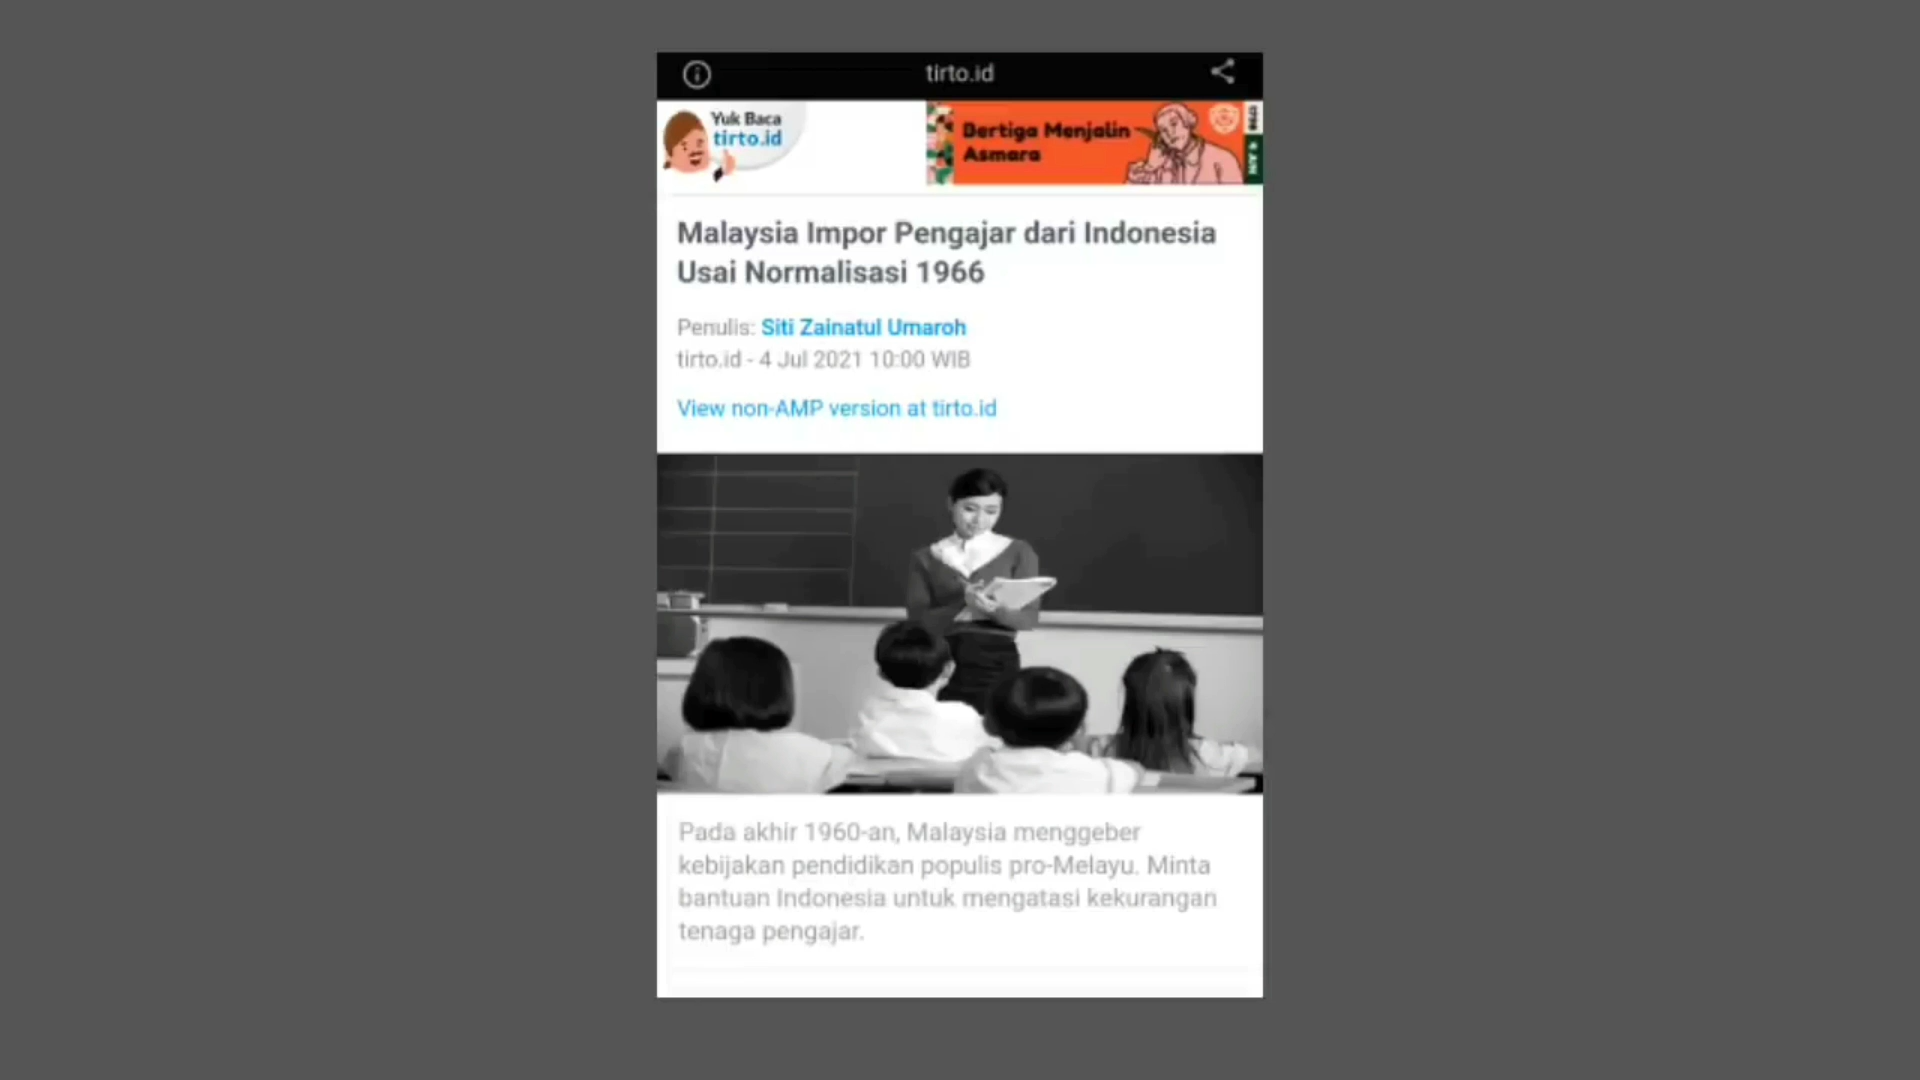 tirto.id
Yuk Baca
tirto.id
Bertiga Menjalin
Asmara
Malaysia Impor Pengajar dari Indonesia
Usai Normalisasi 1966
Penulis: Siti Zainatul Umaroh
tirto.id - 4 Jul 2021 10:00 WIB
View non-AMP version at tirto.id
Pada akhir 1960-an, Malaysia menggeber
kebijakan pendidikan populis pro-Melayu. Minta
bantuan Indonesia untuk mengatasi kekurangan
tenaga pengajar.